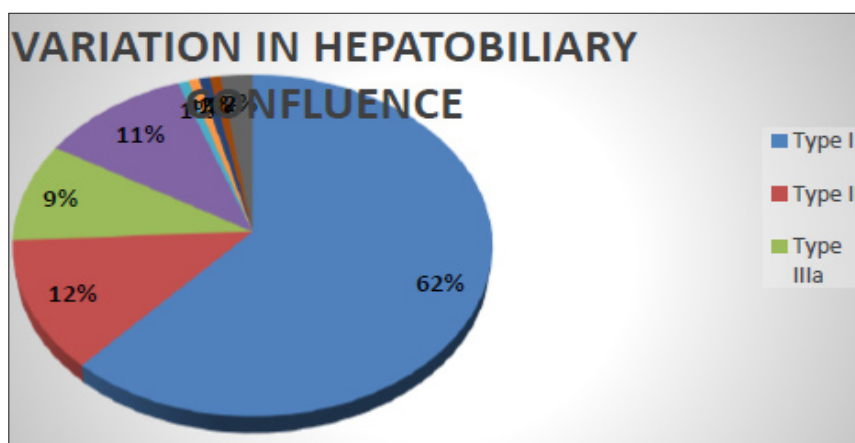 VARIATION IN HEPATOBILIARY
CONFLUENCE
11%
9%
12%
62%
Type I
Type I
Type
IIIa